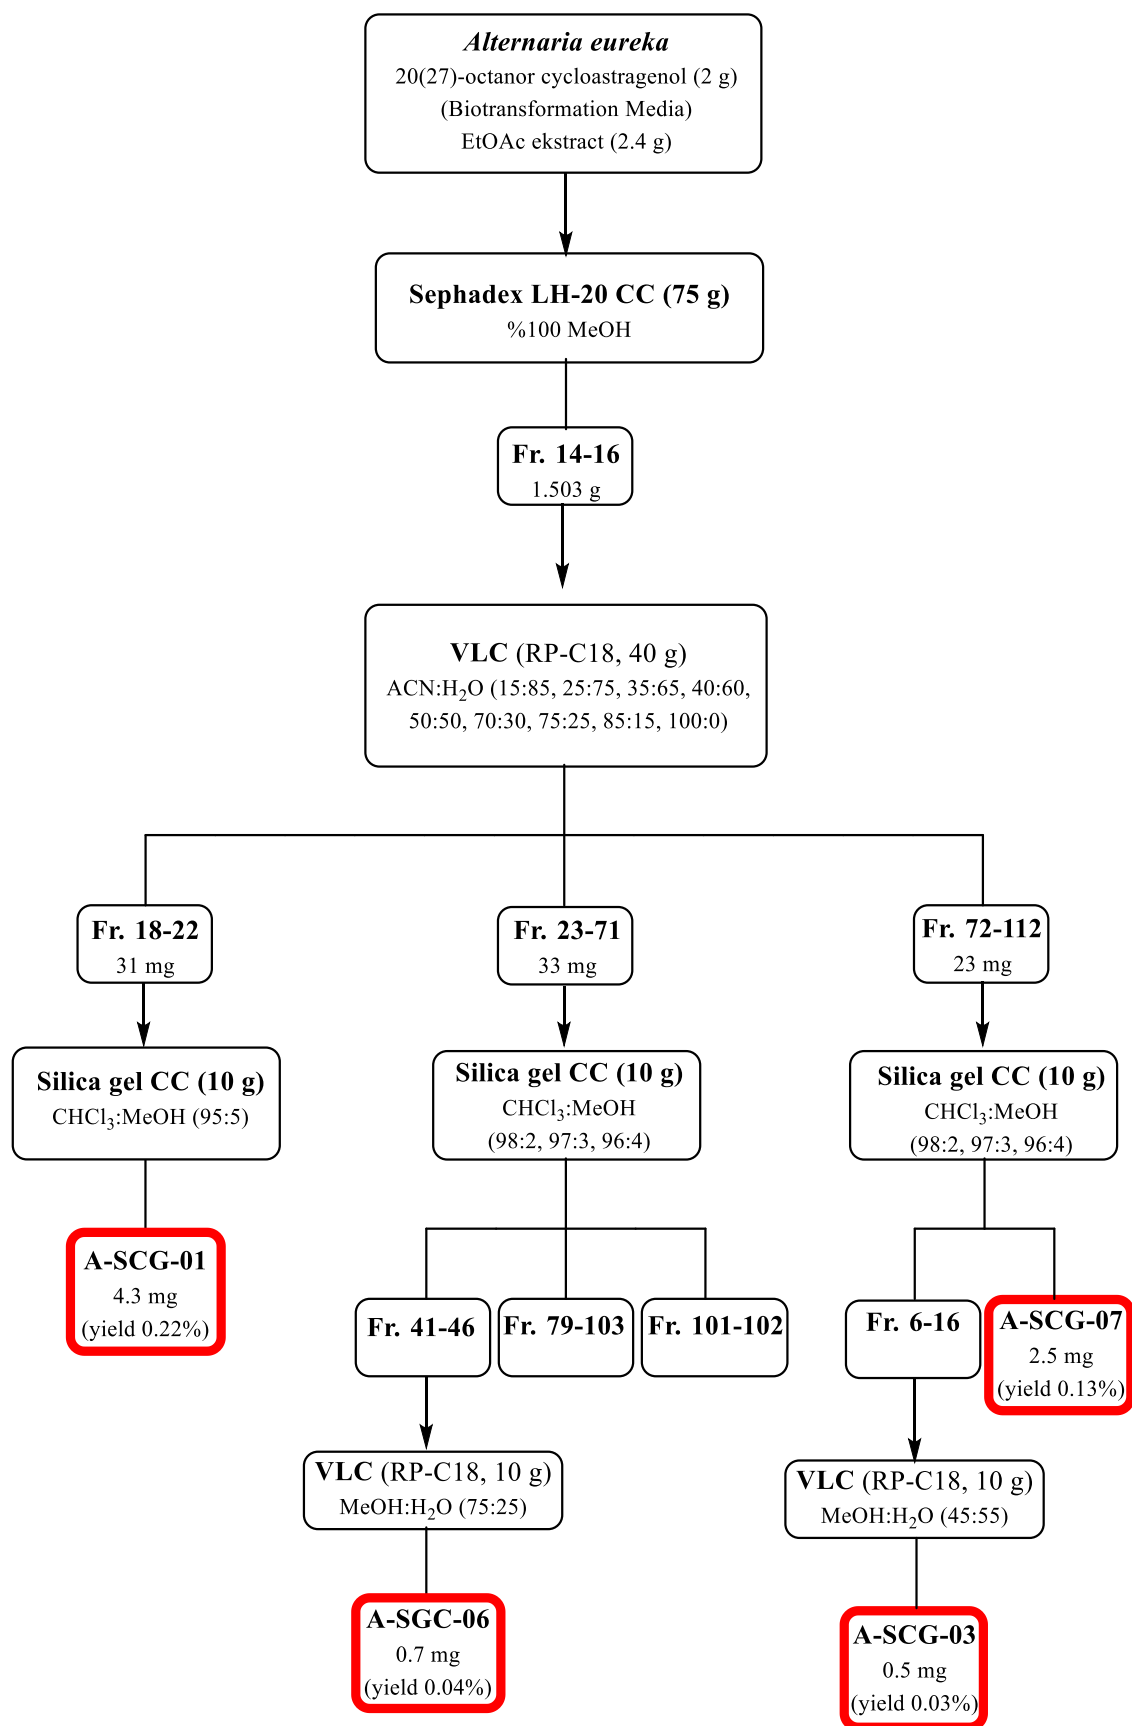 Alternaria eureka
20(27)-octanor cycloastragenol (2 g)
(Biotransformation Media)
EtOAc ekstract (2.4 g)
Sephadex LH-20 CC (75 g)
%100 MeOH
Fr. 14-16
1.503 g
VLC (RP-C18, 40 g)
ACN:H₂O (15:85, 25:75, 35:65, 40:60,
50:50, 70:30, 75:25, 85:15, 100:0)
Fr. 18-22
31 mg
Fr. 23-71
33 mg
Fr. 72-112
23 mg
Silica gel CC (10 g)
CHCl₃:MeOH (95:5)
Silica gel CC (10 g)
CHCl₃:MeOH
(98:2, 97:3, 96:4)
Silica gel CC (10 g)
CHCl₃:MeOH
(98:2, 97:3, 96:4)
A-SCG-01
4.3 mg
(yield 0.22%)
Fr. 41-46
Fr. 79-103
Fr. 101-102
Fr. 6-16
A-SCG-07
2.5 mg
(yield 0.13%)
VLC (RP-C18, 10 g)
MeOH:H₂O (75:25)
VLC (RP-C18, 10 g)
MeOH:H₂O (45:55)
A-SGC-06
0.7 mg
(yield 0.04%)
A-SCG-03
0.5 mg
(yield 0.03%)